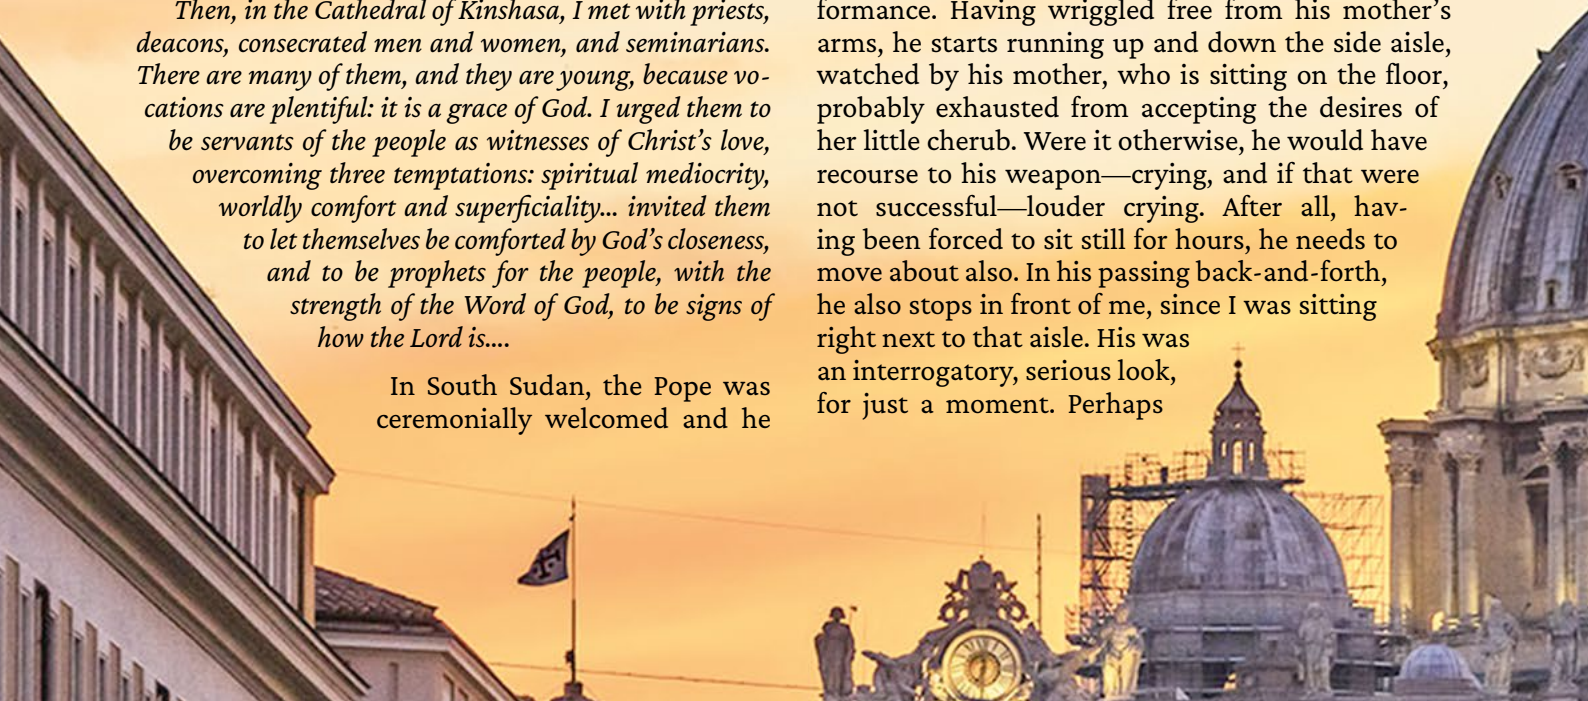 Then, in the Cathedral of Kinshasa, I met with priests,
deacons, consecrated men and women, and seminarians.
There are many of them, and they are young, because vo-
cations are plentiful: it is a grace of God. I urged them to
be servants of the people as witnesses of Christ’s love,
overcoming three temptations: spiritual mediocrity,
worldly comfort and superficiality... invited them
to let themselves be comforted by God’s closeness,
and to be prophets for the people, with the
strength of the Word of God, to be signs of
how the Lord is....
In South Sudan, the Pope was
ceremonially welcomed and he
formance. Having wriggled free from his mother’s
arms, he starts running up and down the side aisle,
watched by his mother, who is sitting on the floor,
probably exhausted from accepting the desires of
her little cherub. Were it otherwise, he would have
recourse to his weapon—crying, and if that were
not successful—louder crying. After all, hav-
ing been forced to sit still for hours, he needs to
move about also. In his passing back-and-forth,
he also stops in front of me, since I was sitting
right next to that aisle. His was
an interrogatory, serious look,
for just a moment. Perhaps